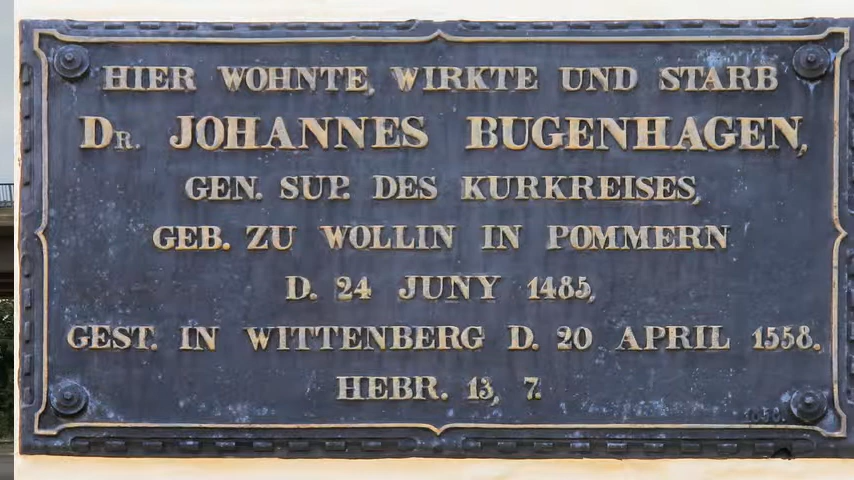 HIER WOHNTE, WIRKTE UND STARB
DR. JOHANNES BUGENHAGEN,
GEN. SUP. DES KURKREISES,
GEB. ZU WOLLIN IN POMMERN
D. 24 JUNY 1485,
GEST. IN WITTENBERG D. 20 APRIL 1558.
HEBR. 13, 7.